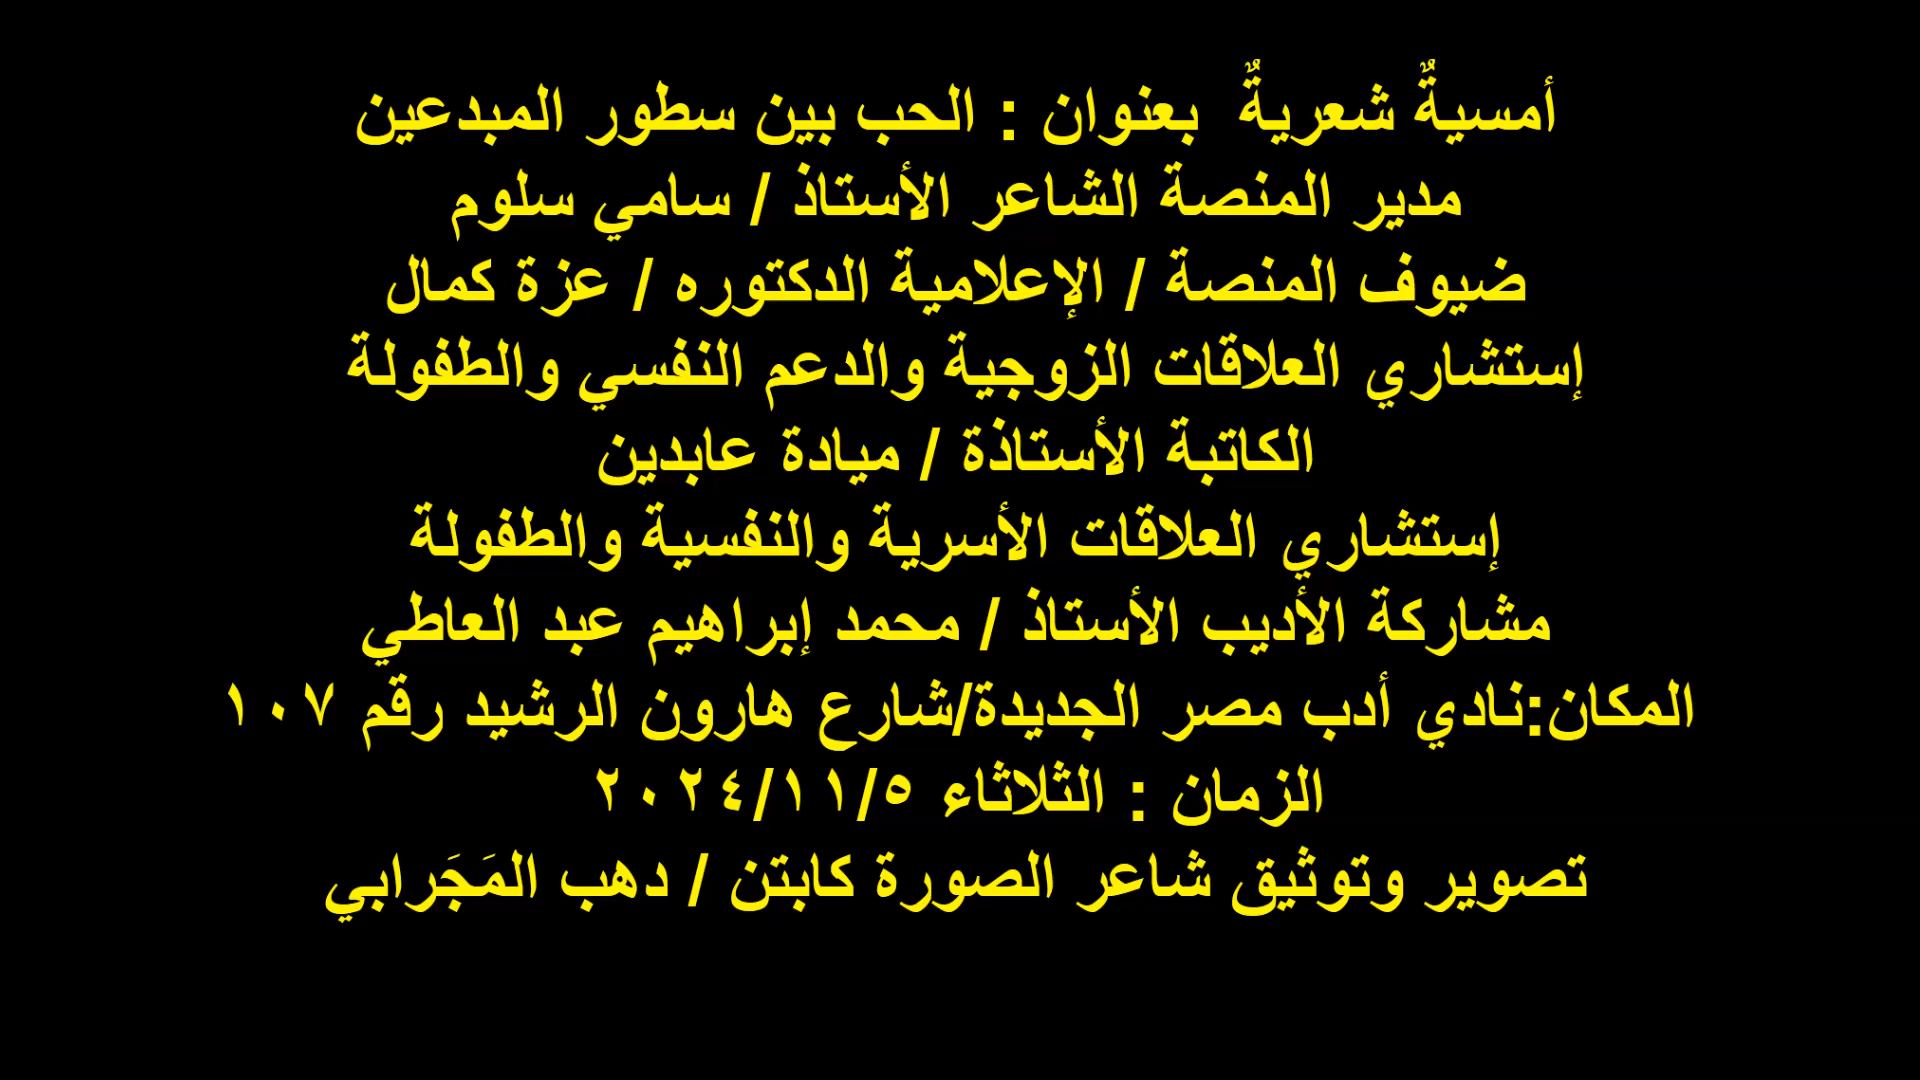 أمسيةٌ شعريةٌ بعنوان : الحب بين سطور المبدعين
مدير المنصة الشاعر الأستاذ / سامي سلوم
ضيوف المنصة / الإعلامية الدكتوره / عزة كمال
إستشاري العلاقات الزوجية والدعم النفسي والطفولة
الكاتبة الأستاذة / ميادة عابدين
إستشاري العلاقات الأسرية والنفسية والطفولة
مشاركة الأديب الأستاذ / محمد إبراهيم عبد العاطي
المكان:نادي أدب مصر الجديدة/شارع هارون الرشيد رقم ١٠٧
الزمان : الثلاثاء ٢٠٢٤/١١/٥
تصوير وتوثيق شاعر الصورة كابتن / دهب المَجَرابي